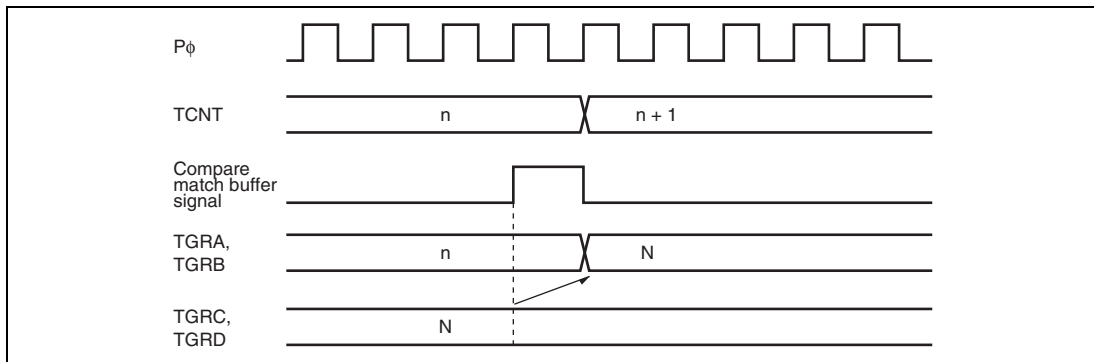 Pϕ
TCNT
n
n + 1
Compare
match buffer
signal
TGRA,
TGRB
n
N
TGRC,
TGRD
N